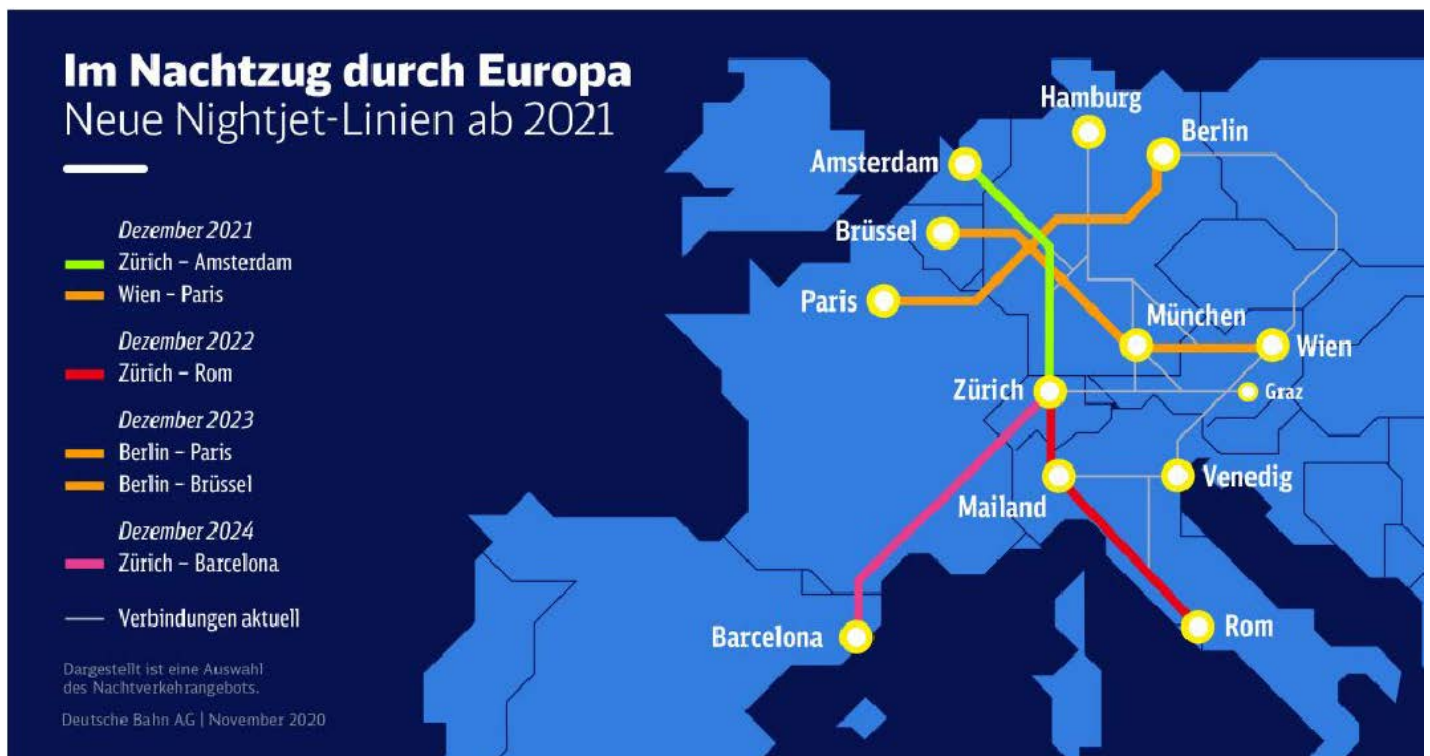 Im Nachtzug durch Europa
Neue Nightjet-Linien ab 2021
Dezember 2021
Zürich – Amsterdam
Wien – Paris
Dezember 2022
Zürich – Rom
Dezember 2023
Berlin – Paris
Berlin – Brüssel
Dezember 2024
Zürich – Barcelona
Verbindungen aktuell
Dargestellt ist eine Auswahl
des Nachtverkehrangebots.
Deutsche Bahn AG | November 2020
Hamburg
Berlin
Amsterdam
Brüssel
Paris
München
Wien
Zürich
Graz
Venedig
Mailand
Barcelona
Rom